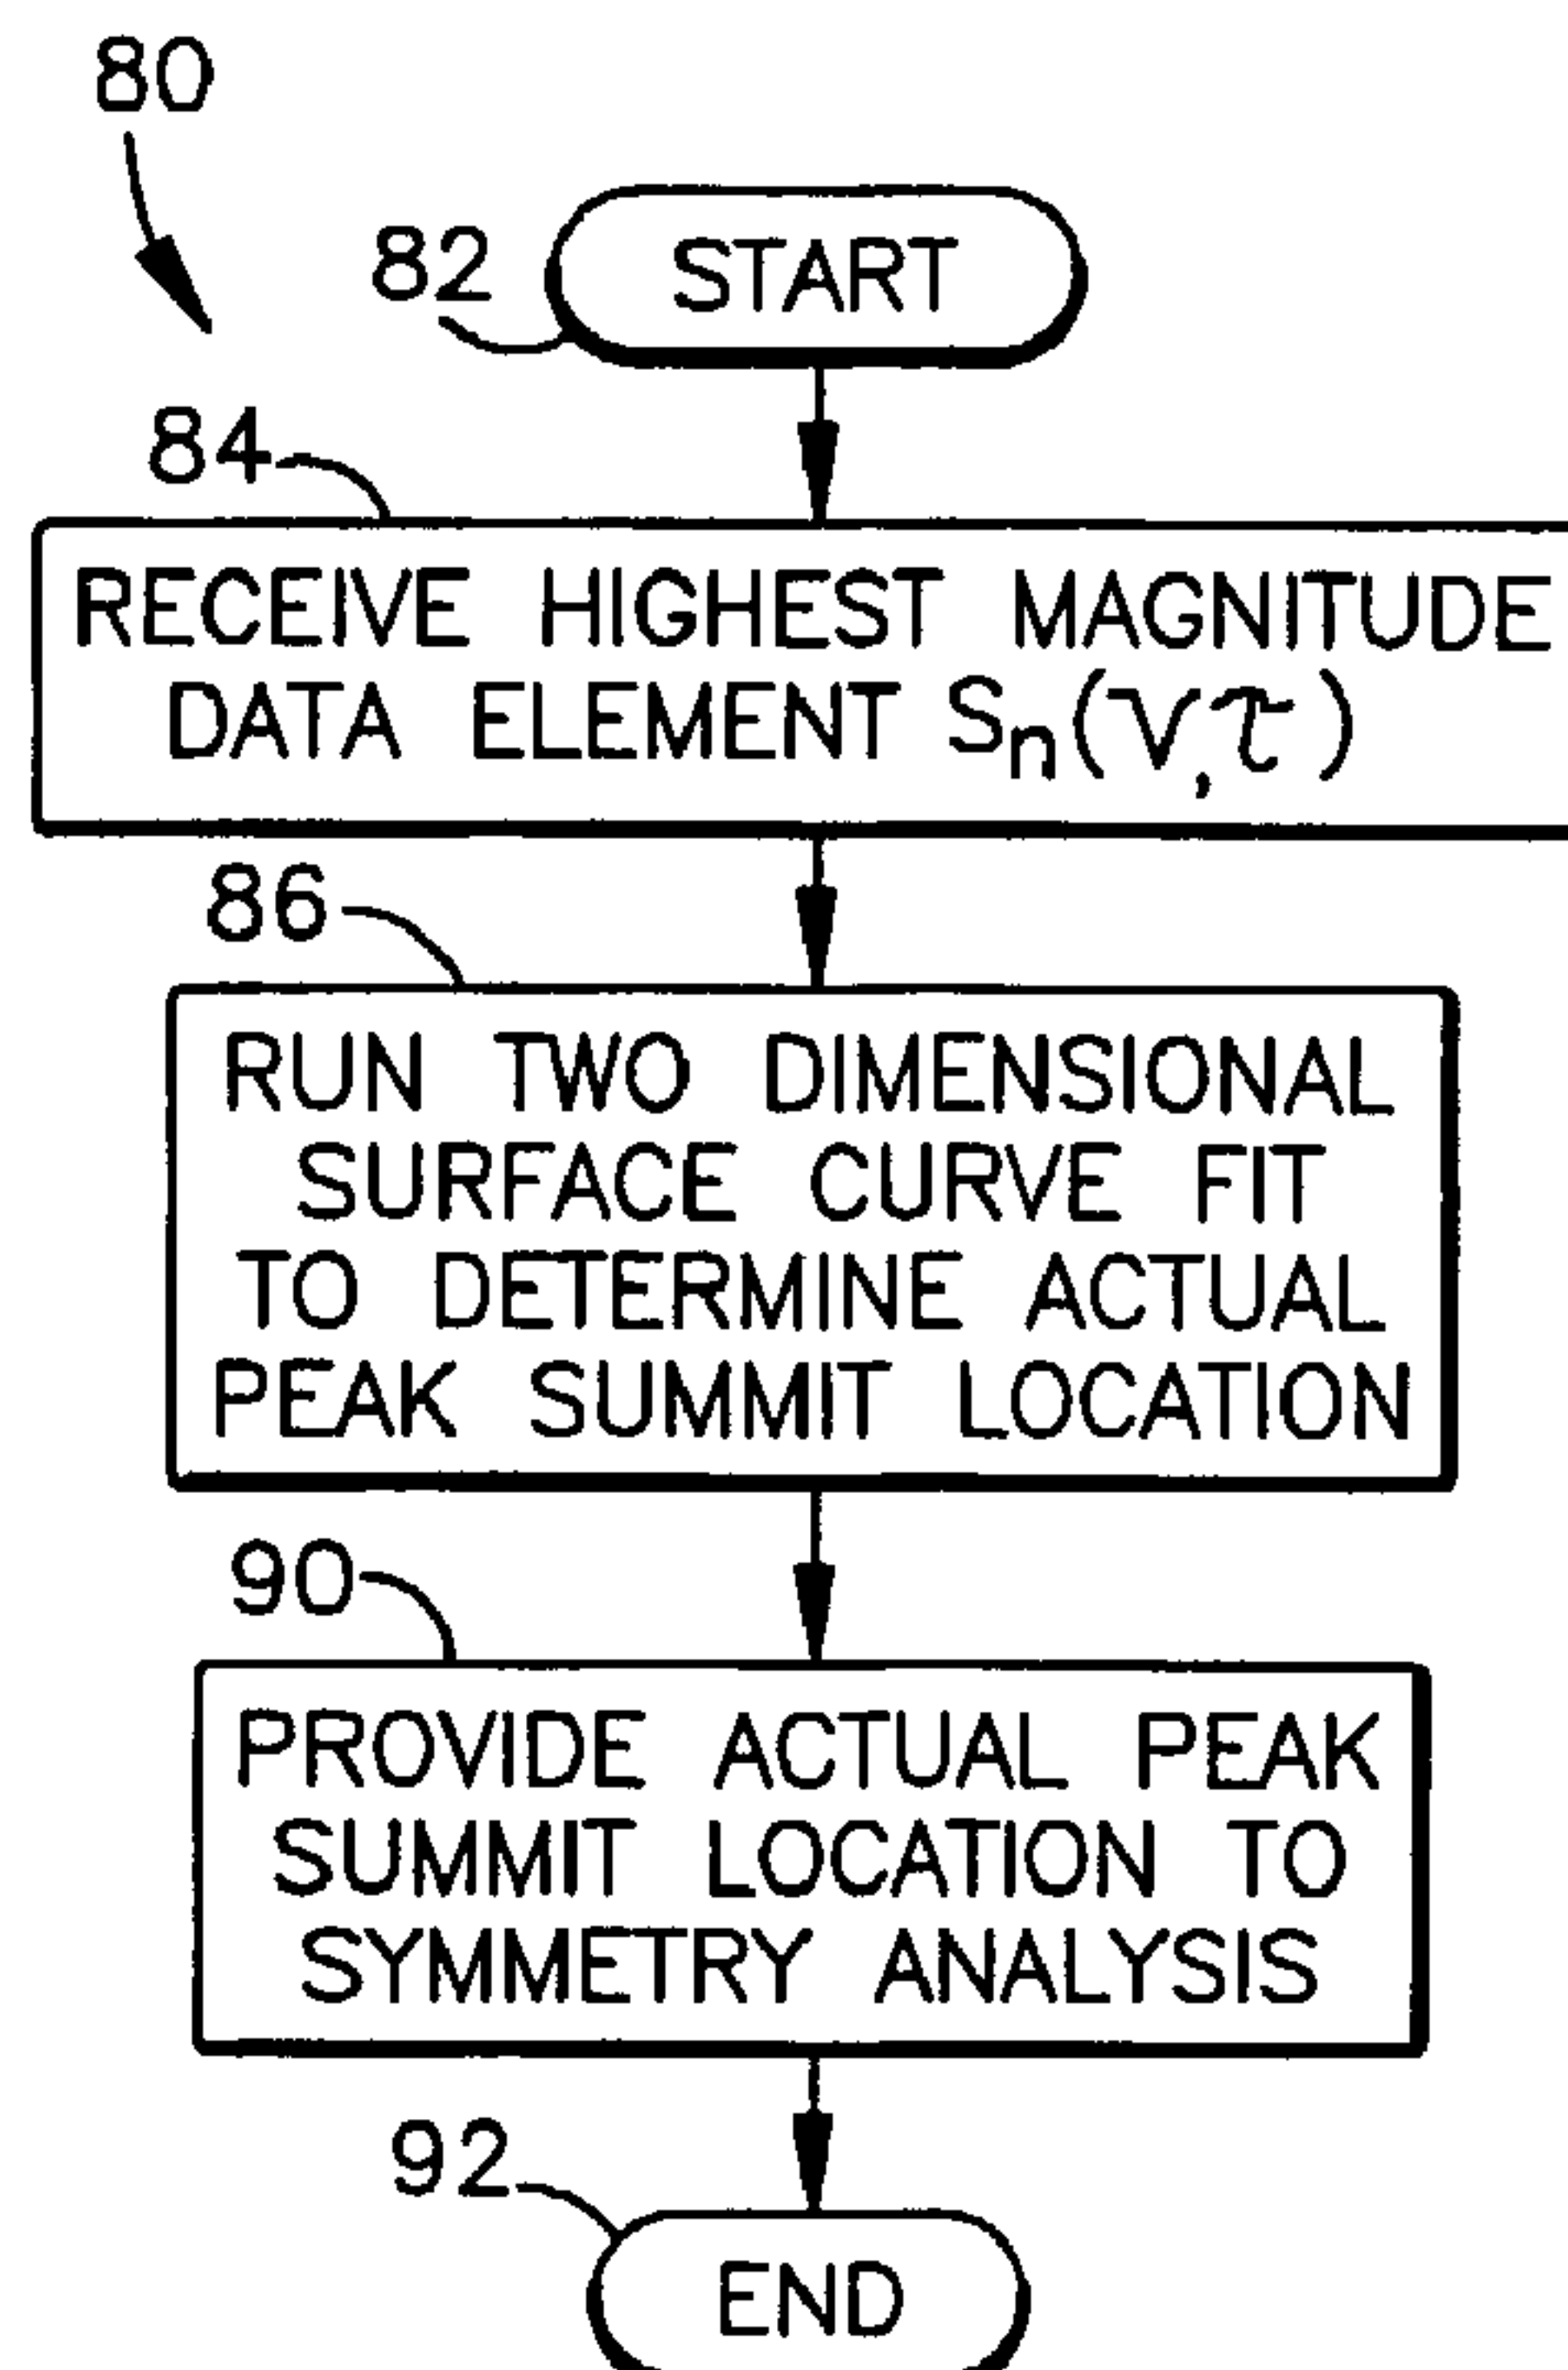 80
82
START
84
RECEIVE HIGHEST MAGNITUDE
DATA ELEMENT Sn(V,τ)
86
RUN TWO DIMENSIONAL
SURFACE CURVE FIT
TO DETERMINE ACTUAL
PEAK SUMMIT LOCATION
90
PROVIDE ACTUAL PEAK
SUMMIT LOCATION TO
SYMMETRY ANALYSIS
92
END